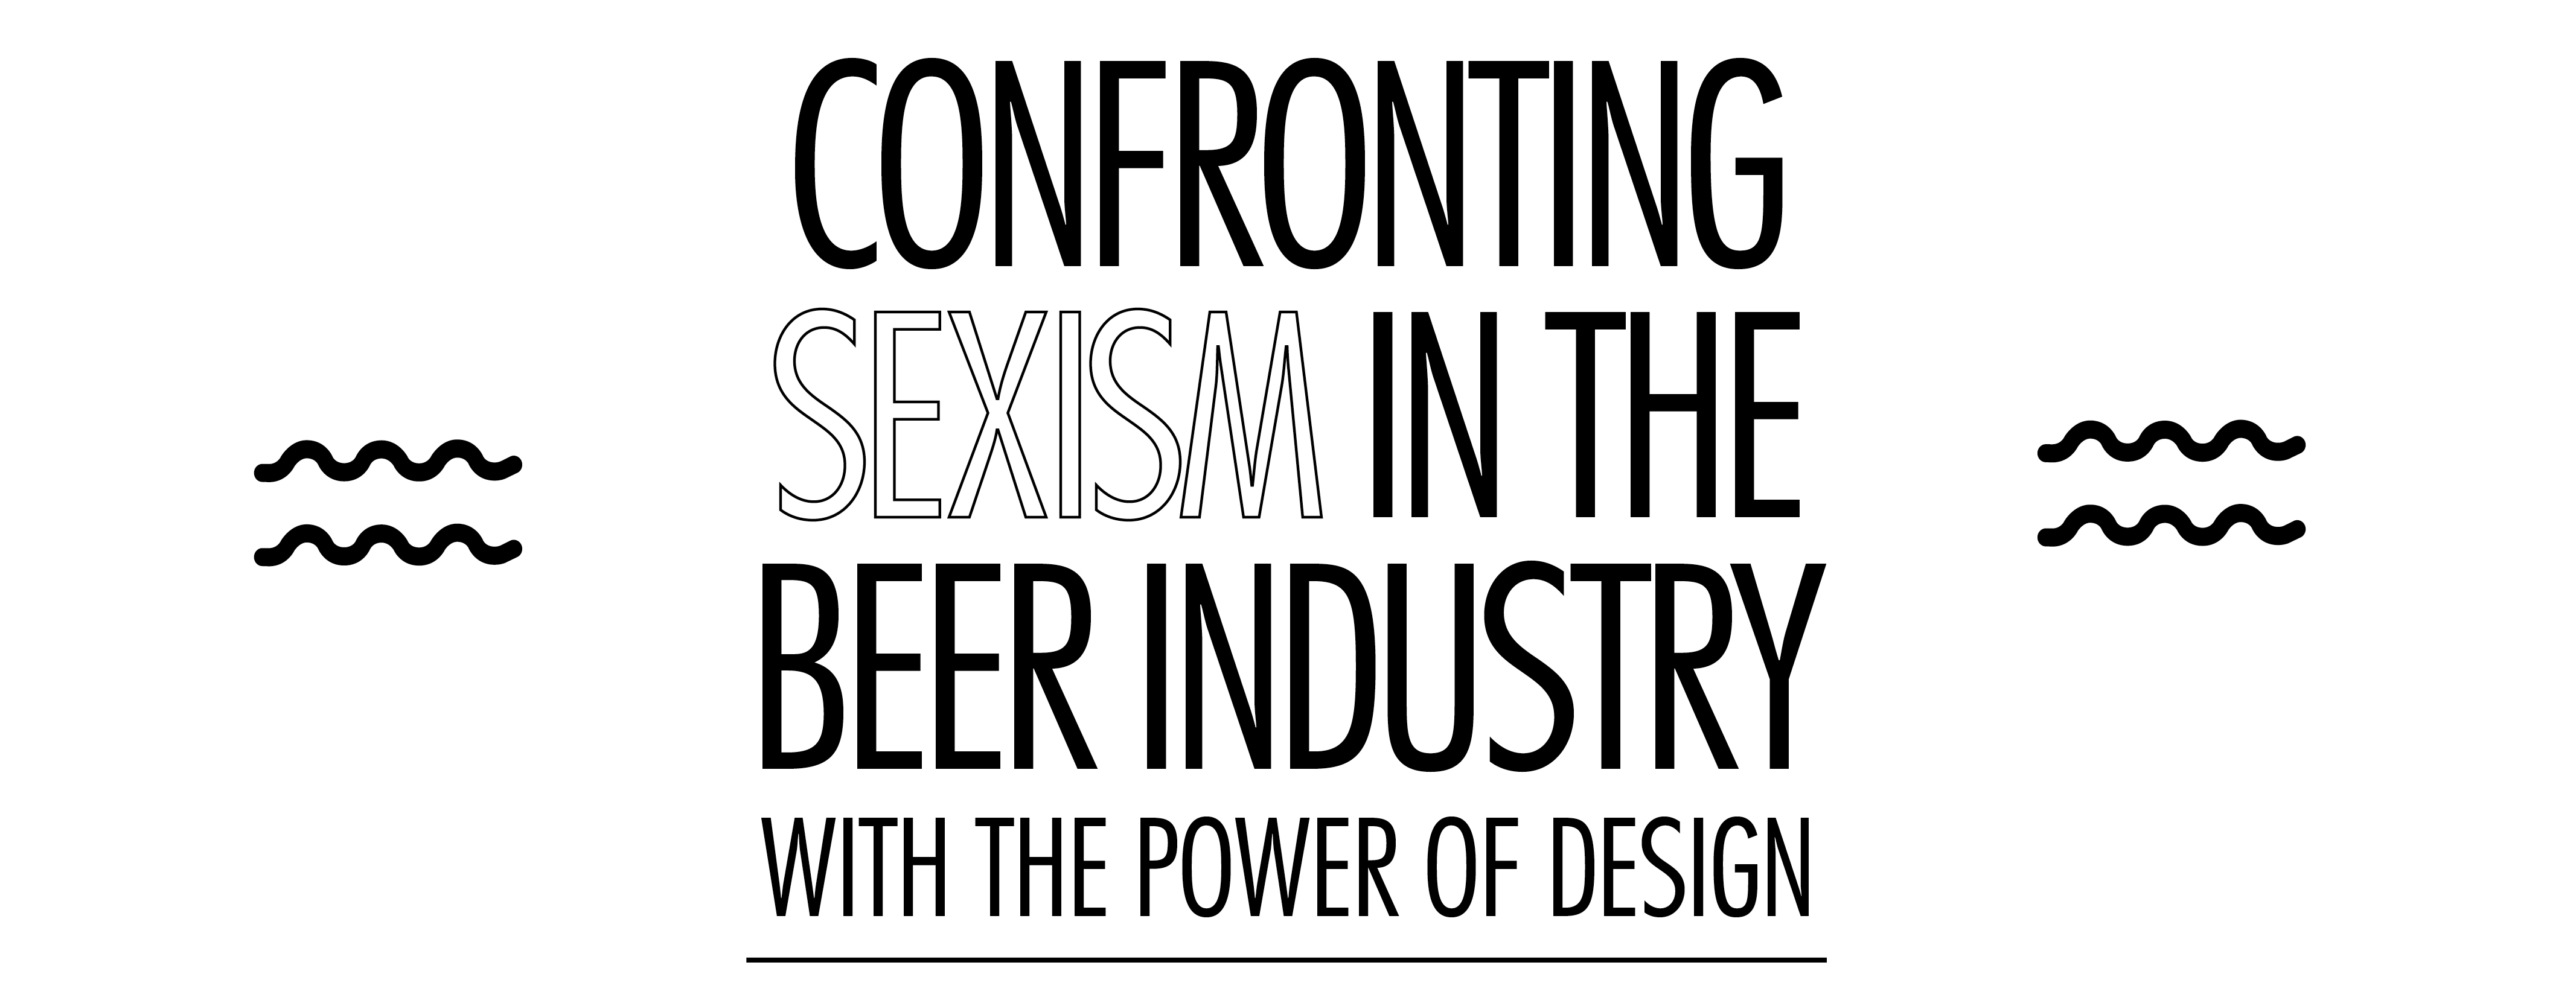 CONFRONTING
SEXISM IN THE
BEER INDUSTRY
WITH THE POWER OF DESIGN